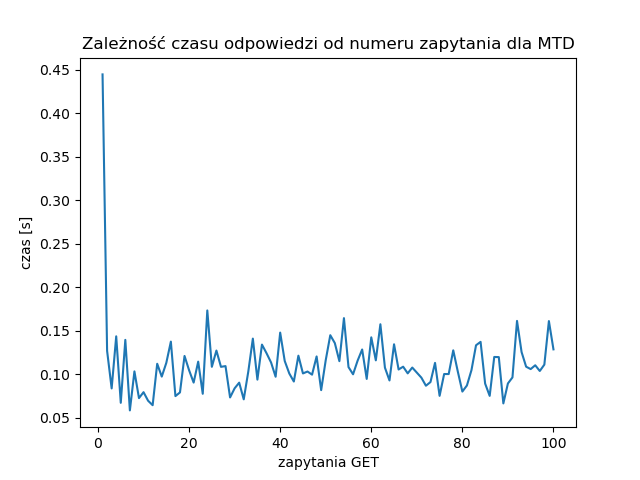 Zależność czasu odpowiedzi od numeru zapytania dla MTD
0.45
0.40
0.35
0.30
0.25
0.20
0.15
0.10
0.05
czas [s]
0 20 40 60 80 100
zapytania GET